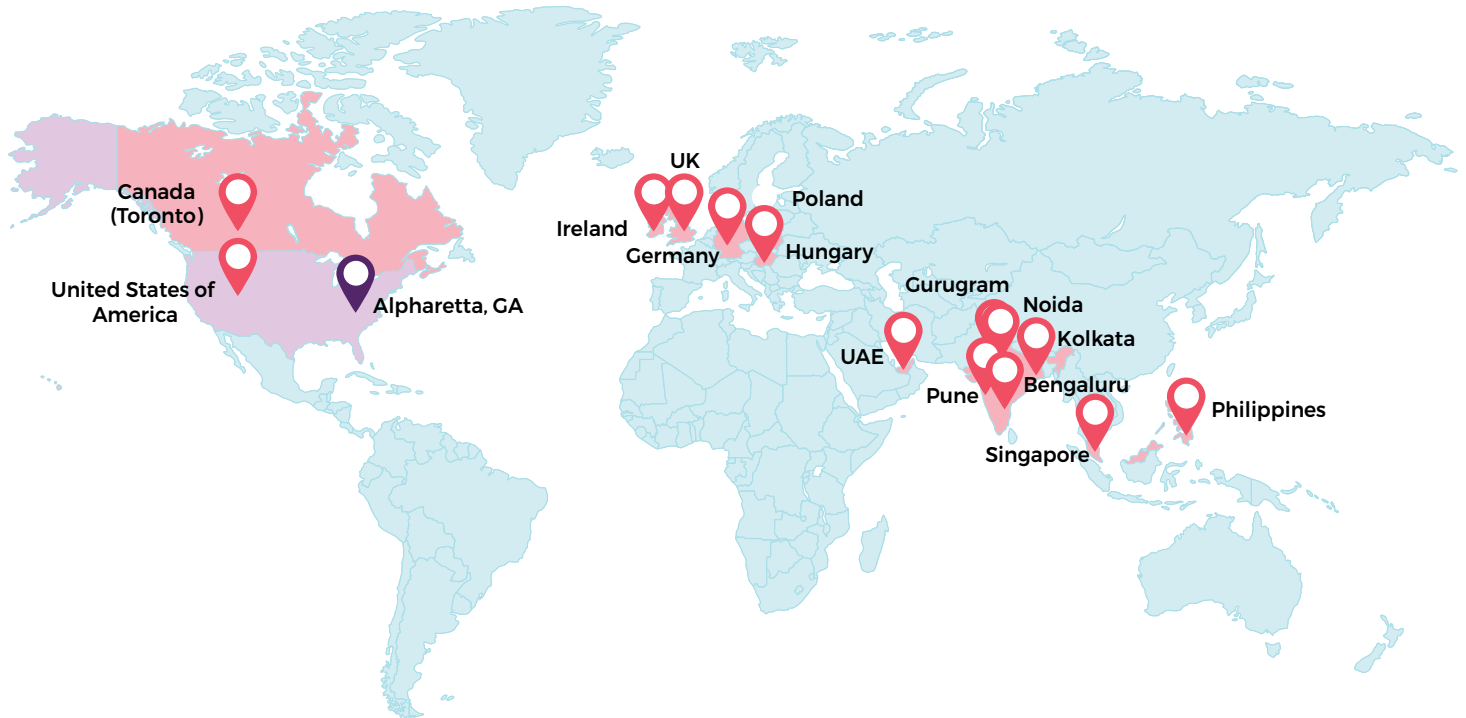 UK
Canada
(Toronto)
Poland
Ireland
Germany
Hungary
United States of
America
Alpharetta, GA
Gurugram
Noida
Kolkata
UAE
Pune
Bengaluru
Philippines
Singapore